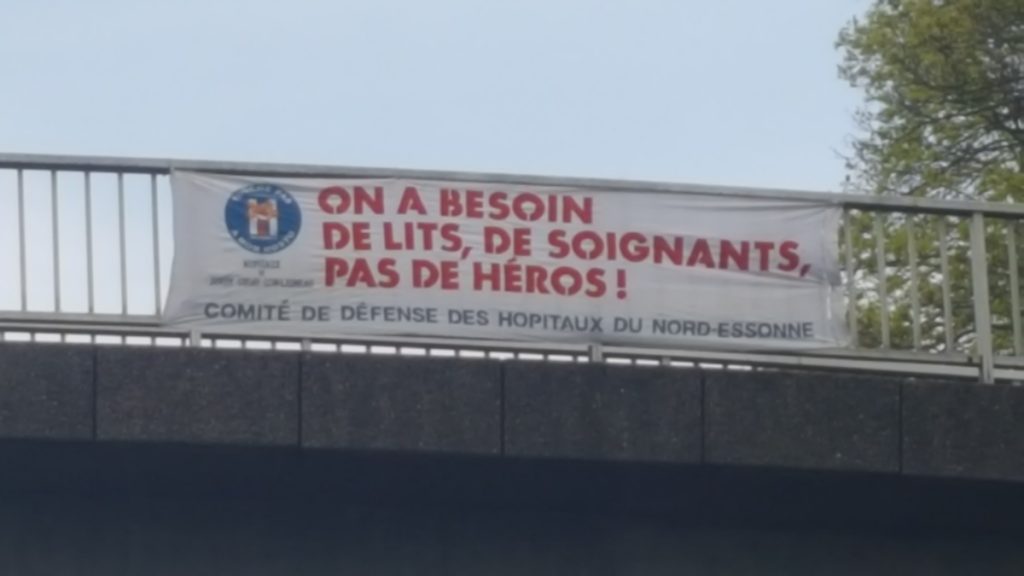 ON A BESOIN
DE LITS, DE SOIGNANTS,
PAS DE HÉROS !
COMITÉ DE DÉFENSE DES HOPITAUX DU NORD-ESSONNE